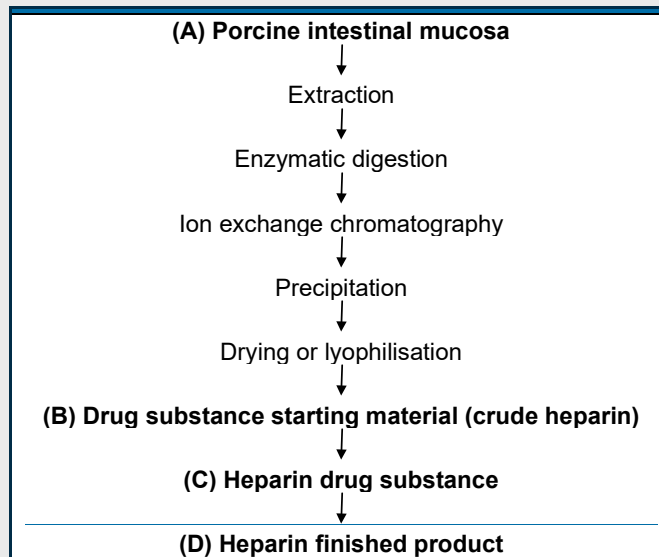 (A) Porcine intestinal mucosa
Extraction
Enzymatic digestion
Ion exchange chromatography
Precipitation
Drying or lyophilisation
(B) Drug substance starting material (crude heparin)
(C) Heparin drug substance
(D) Heparin finished product